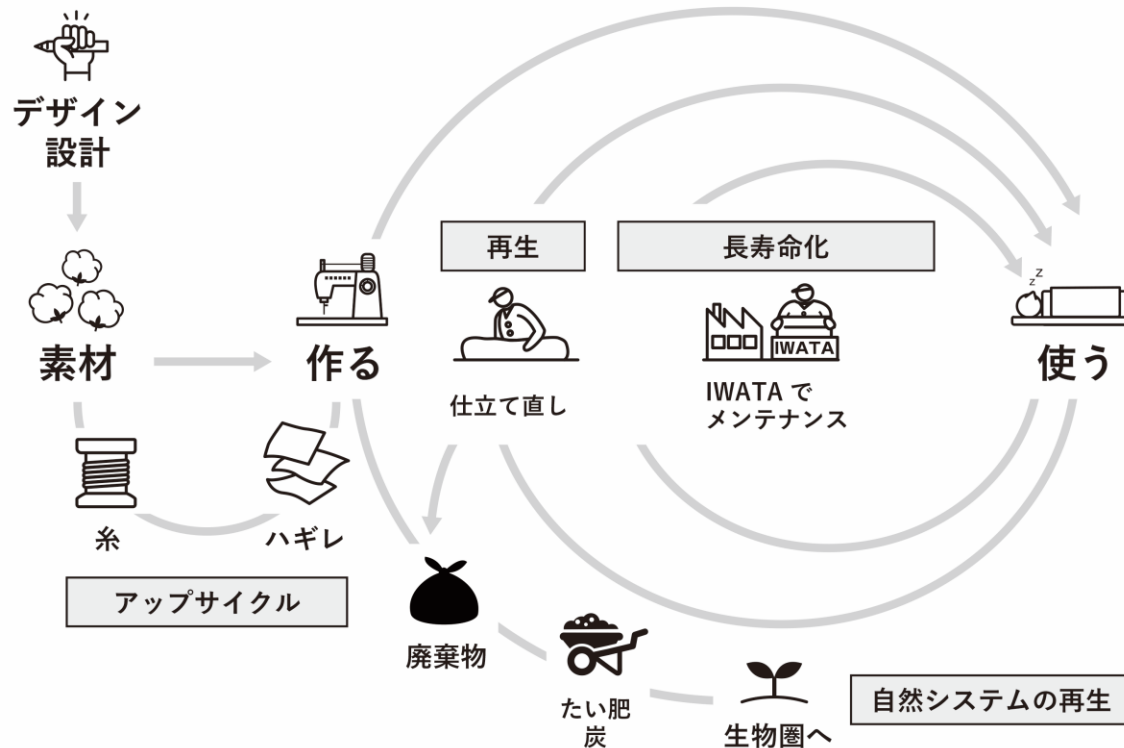 デザイン
設計
素材
作る
再生
仕立て直し
長寿命化
IWATA
IWATA で
メンテナンス
zZ
使う
糸
ハギレ
アップサイクル
廃棄物
たい肥
炭
生物圏へ
自然システムの再生